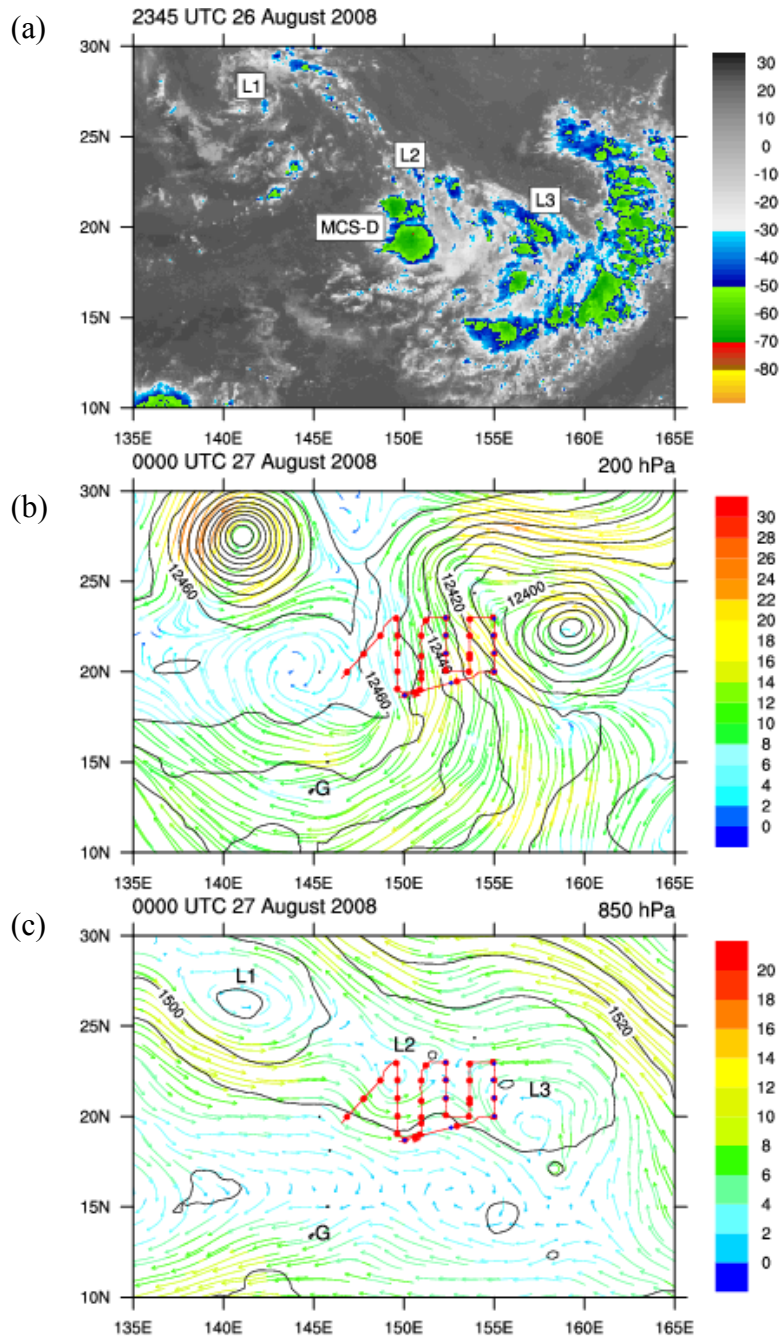 (a)
2345 UTC 26 August 2008
30N
25N
20N
15N
10N
135E 140E 145E 150E 155E 160E 165E
L1
L2
L3
MCS-D
30
20
10
0
-10
-20
-30
-40
-50
-60
-70
-80
(b)
0000 UTC 27 August 2008 200 hPa
30N
25N
20N
15N
10N
135E 140E 145E 150E 155E 160E 165E
12460
12420
12400
12440
12460
G
30
28
26
24
22
20
18
16
14
12
10
8
6
4
2
0
(c)
0000 UTC 27 August 2008 850 hPa
30N
25N
20N
15N
10N
135E 140E 145E 150E 155E 160E 165E
L1
1500
1520
L2
L3
G
20
18
16
14
12
10
8
6
4
2
0